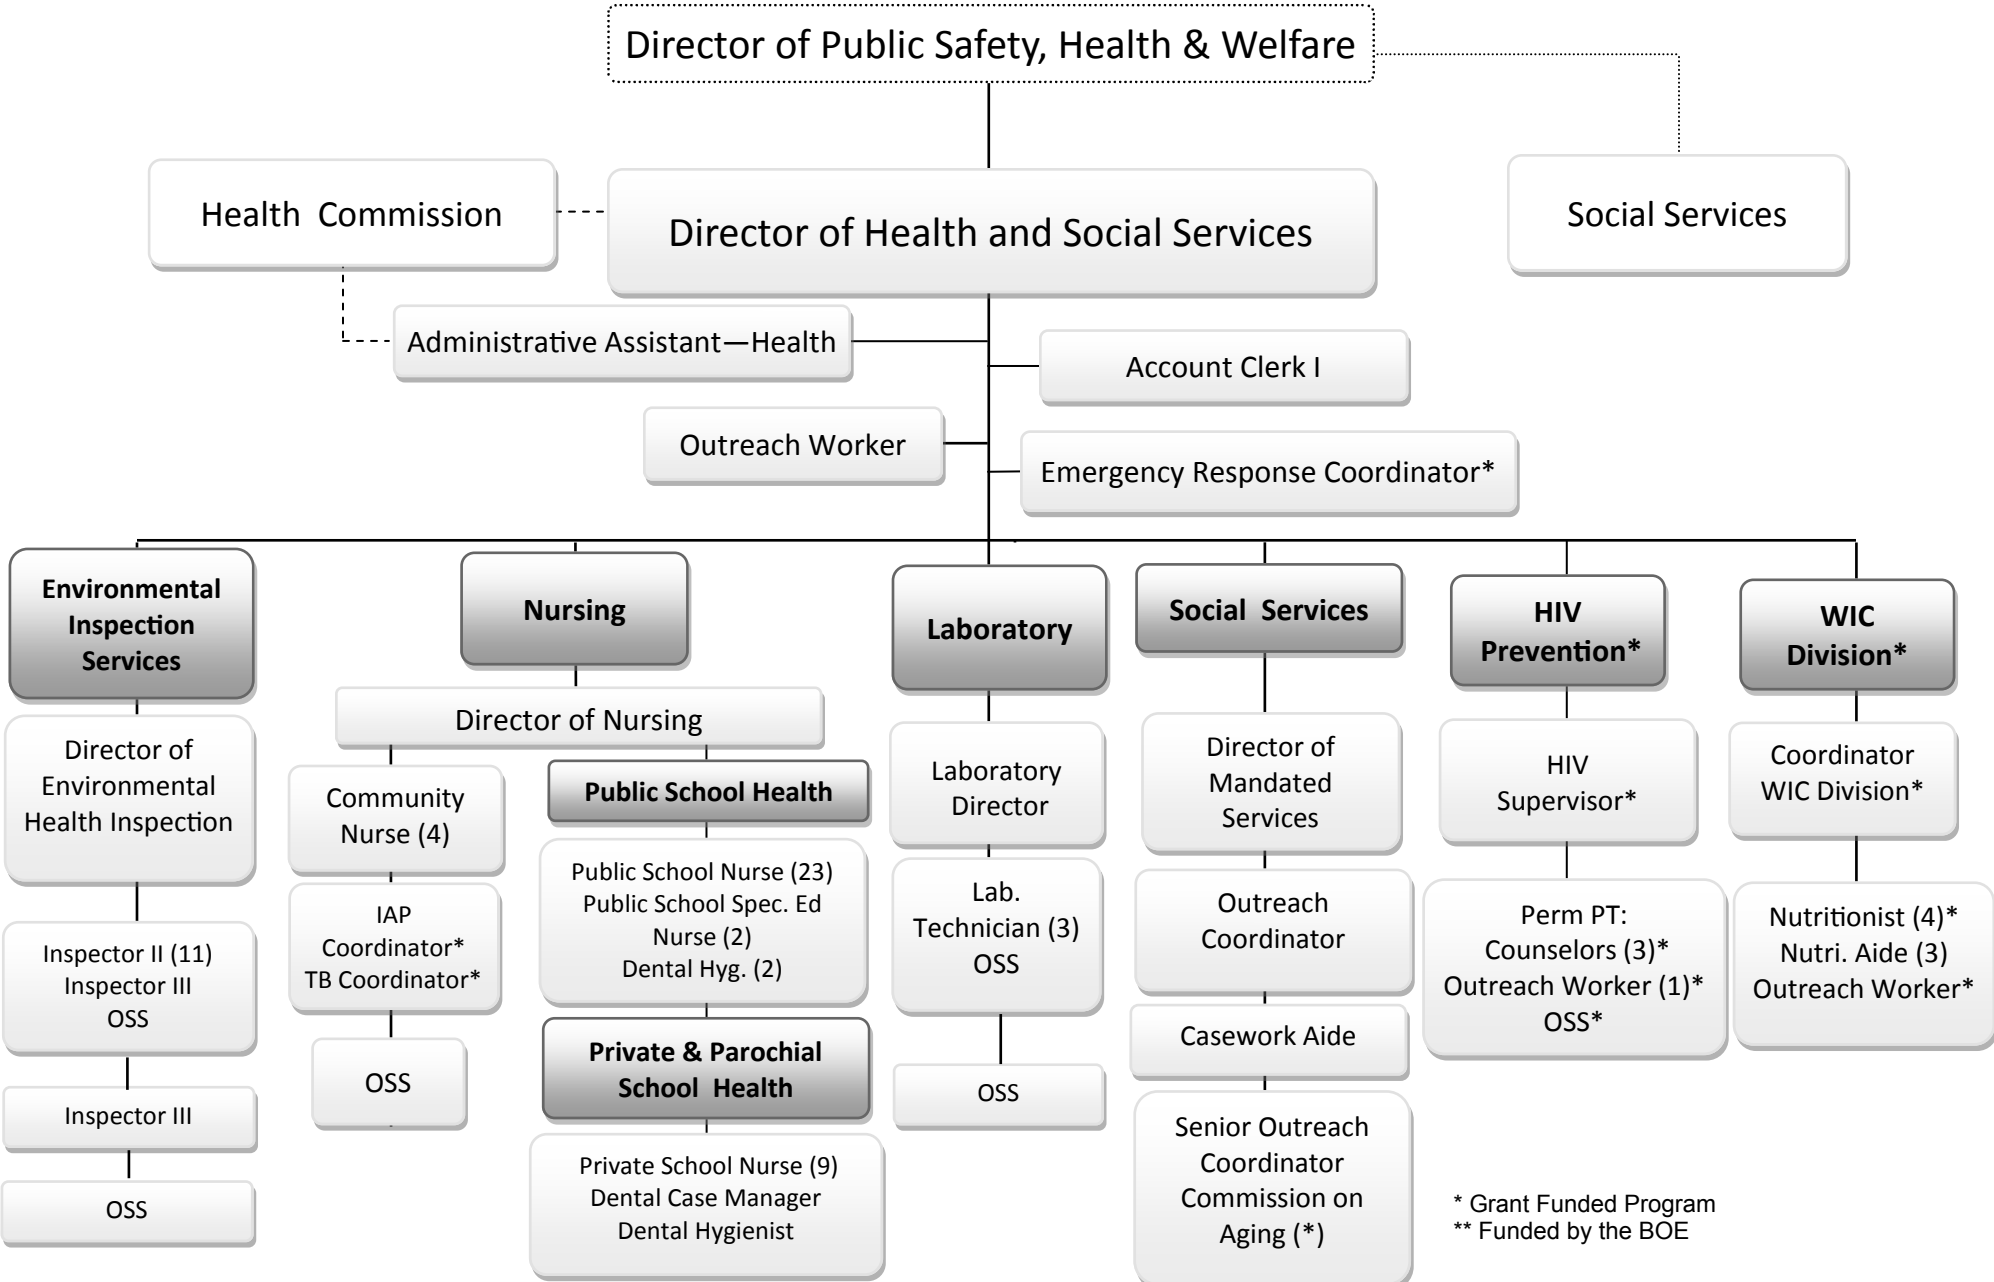 Director of Public Safety, Health & Welfare
Health Commission
Director of Health and Social Services
Social Services
Administrative Assistant—Health
Account Clerk I
Outreach Worker
Emergency Response Coordinator*
Environmental
Inspection
Services
Director of
Environmental
Health Inspection
Inspector II (11)
Inspector III
OSS
Inspector III
OSS
Nursing
Director of Nursing
Community
Nurse (4)
IAP
Coordinator*
TB Coordinator*
OSS
Public School Health
Public School Nurse (23)
Public School Spec. Ed
Nurse (2)
Dental Hyg. (2)
Private & Parochial
School Health
Private School Nurse (9)
Dental Case Manager
Dental Hygienist
Laboratory
Laboratory
Director
Lab.
Technician (3)
OSS
OSS
Social Services
Director of
Mandated
Services
Outreach
Coordinator
Casework Aide
Senior Outreach
Coordinator
Commission on
Aging (*)
HIV
Prevention*
HIV
Supervisor*
Perm PT:
Counselors (3)*
Outreach Worker (1)*
OSS*
WIC
Division*
Coordinator
WIC Division*
Nutritionist (4)*
Nutri. Aide (3)
Outreach Worker*
* Grant Funded Program
** Funded by the BOE